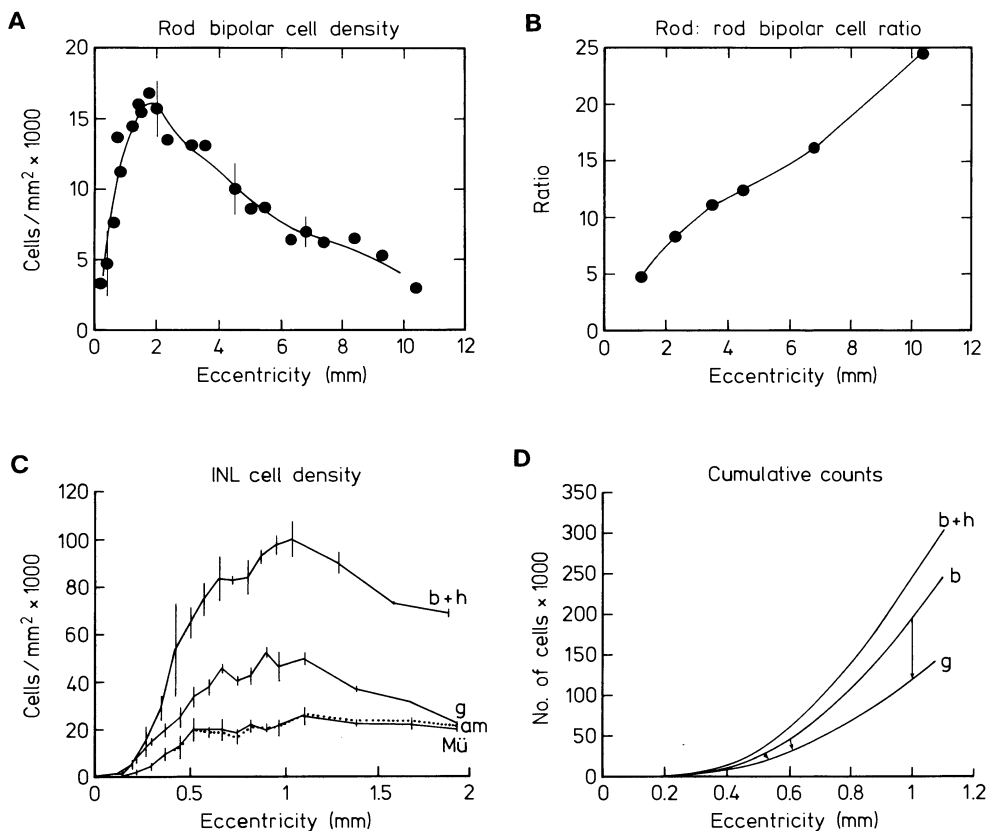 A
Rod bipolar cell density
20
15
10
5
0
Cells/mm² × 1000
0 2 4 6 8 10 12
Eccentricity (mm)
B
Rod: rod bipolar cell ratio
25
20
15
10
5
0
Ratio
0 2 4 6 8 10 12
Eccentricity (mm)
C
INL cell density
120
100
80
60
40
20
0
Cells/mm² × 1000
b+h
g
am
Mü
0 0.5 1 1.5 2
Eccentricity (mm)
D
Cumulative counts
350
300
250
200
150
100
50
0
No. of cells × 1000
b+h
b
g
0 0.2 0.4 0.6 0.8 1.0 1.2
Eccentricity (mm)